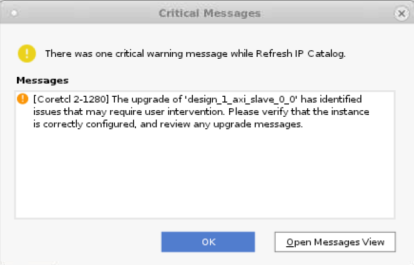 Critical Messages
There was one critical warning message while Refresh IP Catalog.
Messages
[Coretcl 2-1280] The upgrade of 'design_1_axi_slave_0_0' has identified
issues that may require user intervention. Please verify that the instance
is correctly configured, and review any upgrade messages.
OK
Open Messages View